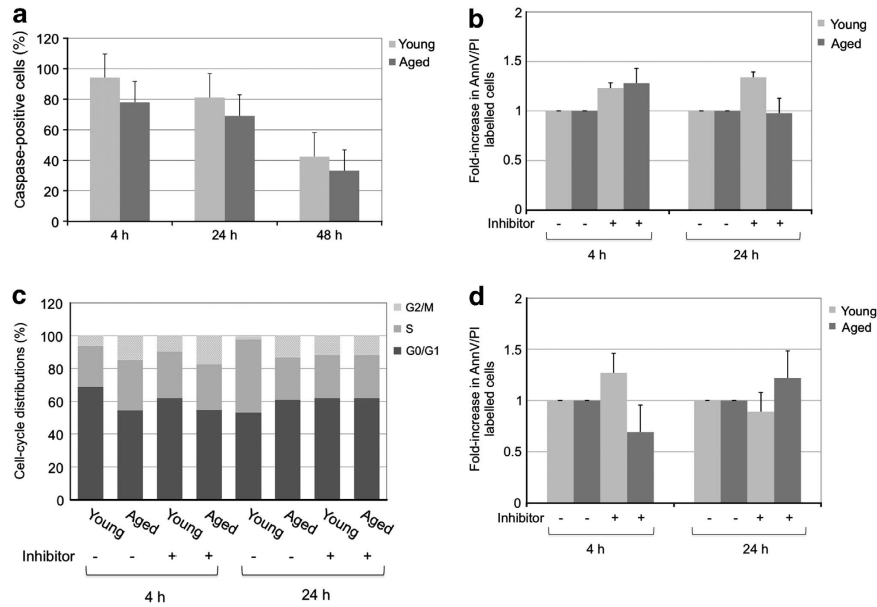 a
Caspase-positive cells (%)
120
100
80
60
40
20
0
4 h
24 h
48 h
Young
Aged
b
Fold-increase in AnnV/PI
labelled cells
2
1.5
1
0.5
0
Young
Aged
Inhibitor - - + + - - + +
4 h
24 h
c
Cell-cycle distributions (%)
120
100
80
60
40
20
0
G2/M
S
G0/G1
Young Aged Young Aged Young Aged Young Aged
Inhibitor - - + + - - + +
4 h
24 h
d
Fold-increase in AnnV/PI
labelled cells
2
1.5
1
0.5
0
Young
Aged
Inhibitor - - + + - - + +
4 h
24 h